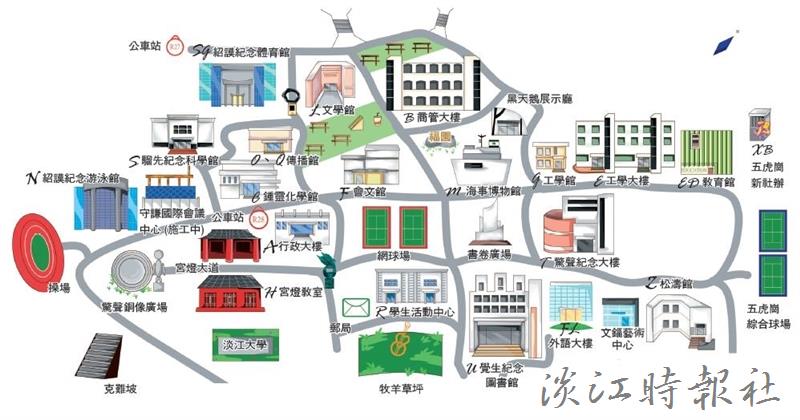 公車站 R27
SG 紹謨紀念體育館
L 文學館
B 商管大樓
黑天鵝展示廳
K
福園
S 騮先紀念科學館
O、Q 傳播館
N 紹謨紀念游泳館
守謙國際會議
中心(施工中)
C 鍾靈化學館
F 會文館
M 海事博物館
G 工學館
E 工學大樓
ED 教育館
XB
五虎崗
新社辦
公車站 R28
A 行政大樓
操場
宮燈大道
網球場
書卷廣場
T 驚聲紀念大樓
Z 松濤館
驚聲銅像廣場
H 宮燈教室
郵局
R 學生活動中心
FL
外語大樓
文錙藝術
中心
五虎崗
綜合球場
克難坡
淡江大學
牧羊草坪
U 覺生紀念
圖書館
淡江時報社